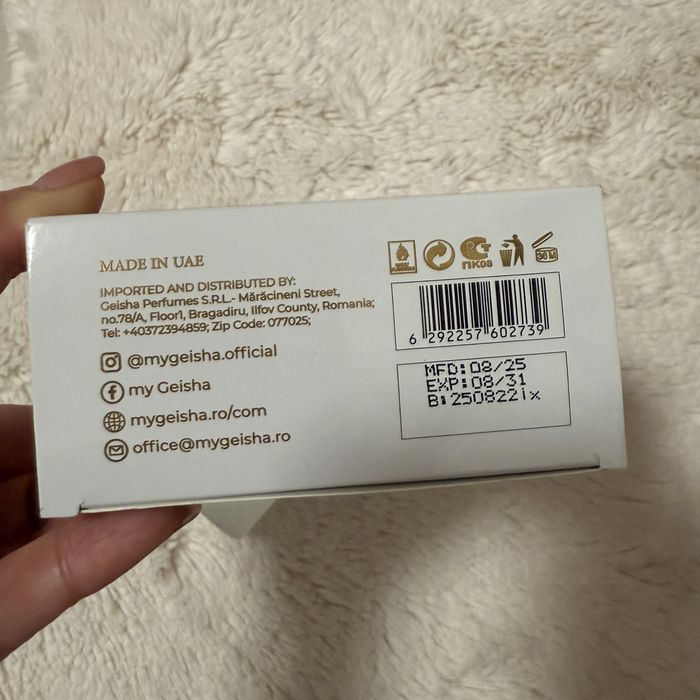 MADE IN UAE
IMPORTED AND DISTRIBUTED BY:
Geisha Perfumes S.R.L.- Mărăcineni Street,
no.78/A, Floor1, Bragadiru, Ilfov County, Romania;
Tel: +40372394859; Zip Code: 077025;
@mygeisha.official
my Geisha
mygeisha.ro/com
office@mygeisha.ro
ПК08
36 M
6 292257 602739
MFD:08/25
EXP:08/31
B:250822ix